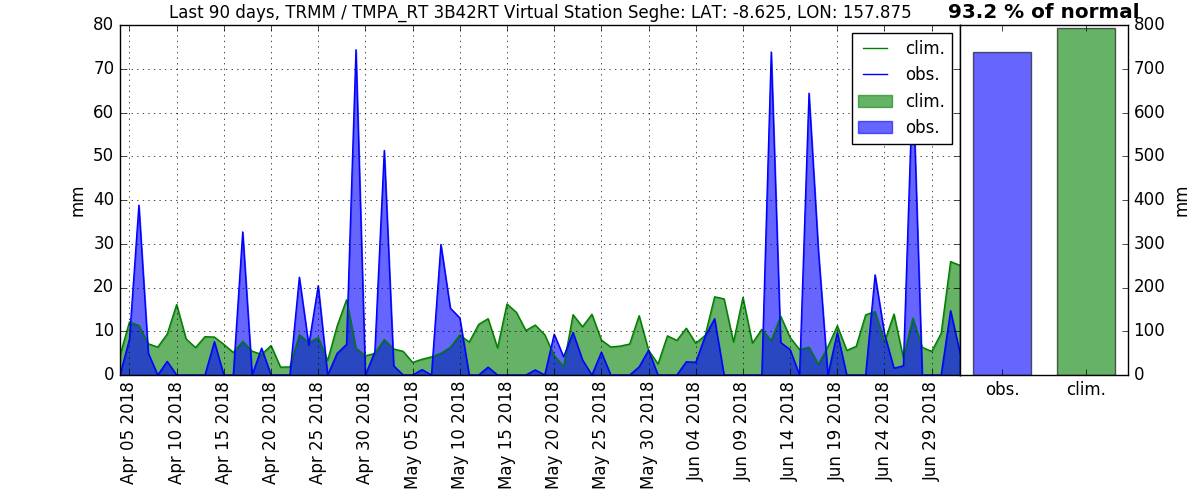 Last 90 days, TRMM / TMPA_RT 3B42RT Virtual Station Seghe: LAT: -8.625, LON: 157.875
93.2 % of normal
80
70
60
50
40
30
20
10
0
mm
clim.
obs.
clim.
obs.
800
700
600
500
400
300
200
100
0
mm
Apr 05 2018
Apr 10 2018
Apr 15 2018
Apr 20 2018
Apr 25 2018
Apr 30 2018
May 05 2018
May 10 2018
May 15 2018
May 20 2018
May 25 2018
May 30 2018
Jun 04 2018
Jun 09 2018
Jun 14 2018
Jun 19 2018
Jun 24 2018
Jun 29 2018
obs.
clim.